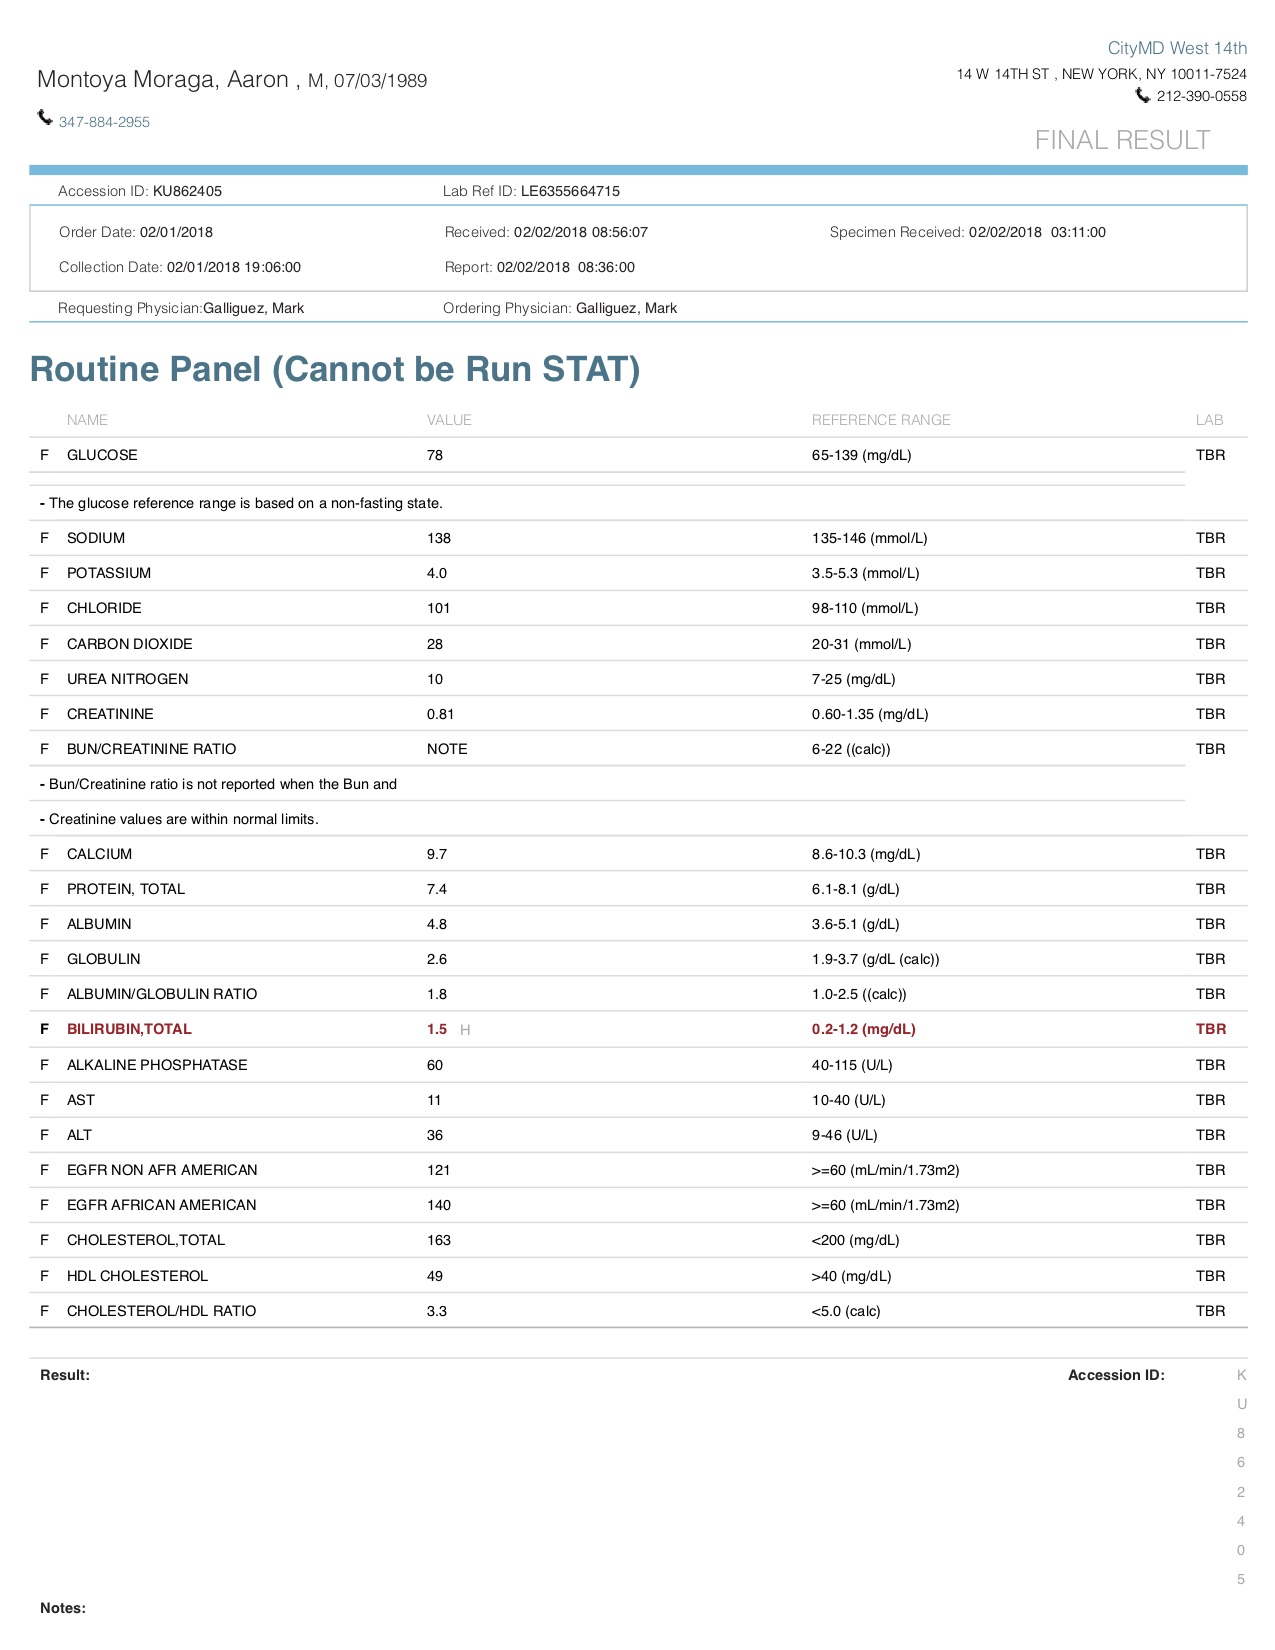 CityMD West 14th
Montoya Moraga, Aaron , M, 07/03/1989
14 W 14TH ST , NEW YORK, NY 10011-7524
212-390-0558
347-884-2955
FINAL RESULT
Accession ID: KU862405 Lab Ref ID: LE6355664715
Order Date: 02/01/2018 Received: 02/02/2018 08:56:07 Specimen Received: 02/02/2018 03:11:00
Collection Date: 02/01/2018 19:06:00 Report: 02/02/2018 08:36:00
Requesting Physician:Galliguez, Mark Ordering Physician: Galliguez, Mark
Routine Panel (Cannot be Run STAT)
NAME VALUE REFERENCE RANGE LAB
F GLUCOSE 78 65-139 (mg/dL) TBR
- The glucose reference range is based on a non-fasting state.
F SODIUM 138 135-146 (mmol/L) TBR
F POTASSIUM 4.0 3.5-5.3 (mmol/L) TBR
F CHLORIDE 101 98-110 (mmol/L) TBR
F CARBON DIOXIDE 28 20-31 (mmol/L) TBR
F UREA NITROGEN 10 7-25 (mg/dL) TBR
F CREATININE 0.81 0.60-1.35 (mg/dL) TBR
F BUN/CREATININE RATIO NOTE 6-22 ((calc)) TBR
- Bun/Creatinine ratio is not reported when the Bun and
- Creatinine values are within normal limits.
F CALCIUM 9.7 8.6-10.3 (mg/dL) TBR
F PROTEIN, TOTAL 7.4 6.1-8.1 (g/dL) TBR
F ALBUMIN 4.8 3.6-5.1 (g/dL) TBR
F GLOBULIN 2.6 1.9-3.7 (g/dL (calc)) TBR
F ALBUMIN/GLOBULIN RATIO 1.8 1.0-2.5 ((calc)) TBR
F BILIRUBIN,TOTAL 1.5 H 0.2-1.2 (mg/dL) TBR
F ALKALINE PHOSPHATASE 60 40-115 (U/L) TBR
F AST 11 10-40 (U/L) TBR
F ALT 36 9-46 (U/L) TBR
F EGFR NON AFR AMERICAN 121 >=60 (mL/min/1.73m2) TBR
F EGFR AFRICAN AMERICAN 140 >=60 (mL/min/1.73m2) TBR
F CHOLESTEROL,TOTAL 163 <200 (mg/dL) TBR
F HDL CHOLESTEROL 49 >40 (mg/dL) TBR
F CHOLESTEROL/HDL RATIO 3.3 <5.0 (calc) TBR
Result: Accession ID: K
U
8
6
2
4
0
5
Notes: